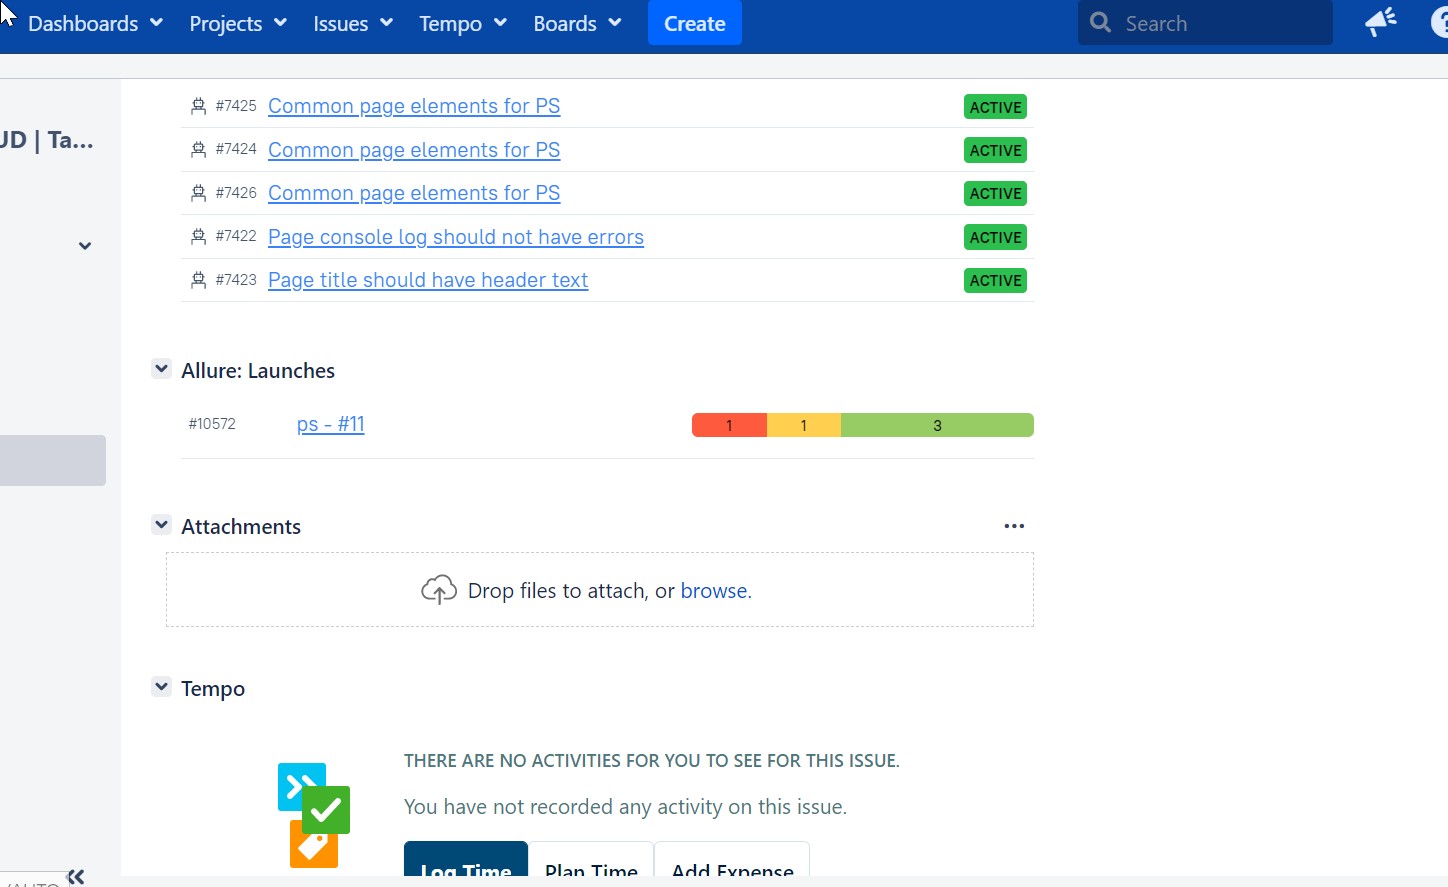 Dashboards Projects Issues Tempo Boards Create Search
#7425 Common page elements for PS ACTIVE
UD | Ta...
#7424 Common page elements for PS ACTIVE
#7426 Common page elements for PS ACTIVE
#7422 Page console log should not have errors ACTIVE
#7423 Page title should have header text ACTIVE
Allure: Launches
#10572 ps - #11 1 1 3
Attachments
Drop files to attach, or browse.
Tempo
THERE ARE NO ACTIVITIES FOR YOU TO SEE FOR THIS ISSUE.
You have not recorded any activity on this issue.
Log Time Plan Time Add Expense